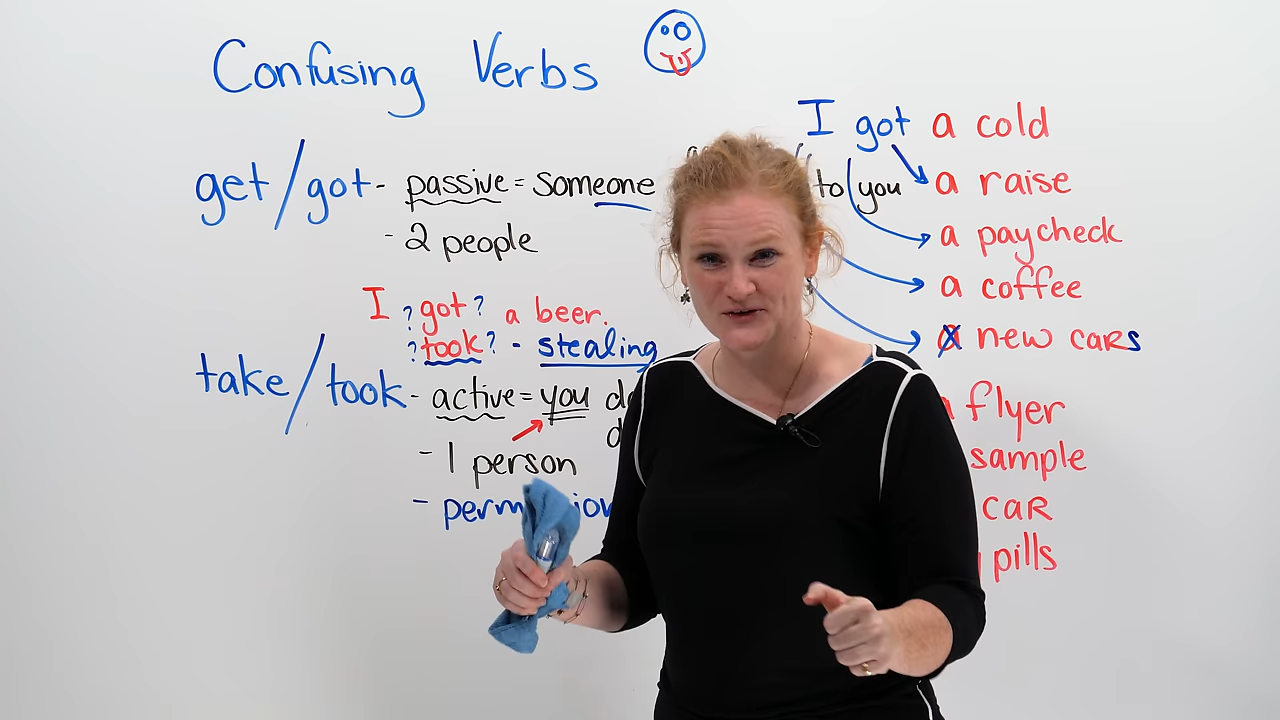 Confusing Verbs
get/got - passive = someone to you
- 2 people
I ?got? a beer.
?took? - stealing
take/took - active = you
- 1 person
I got a cold
a raise
a paycheck
a coffee
a new cars
a flyer
sample
car
pills